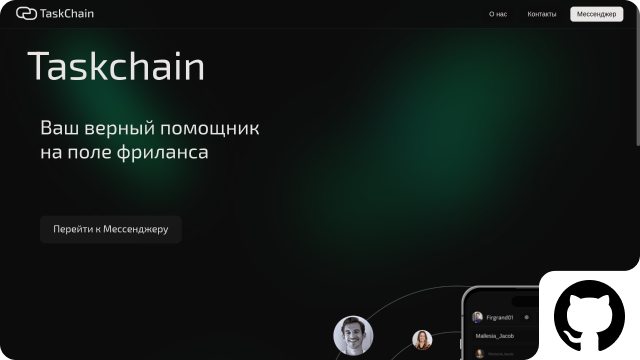 TaskChain
О нас
Контакты
Мессенджер
Taskchain
Ваш верный помощник
на поле фриланса
Перейти к Мессенджеру
Firgrand01
Mallesia_Jacob